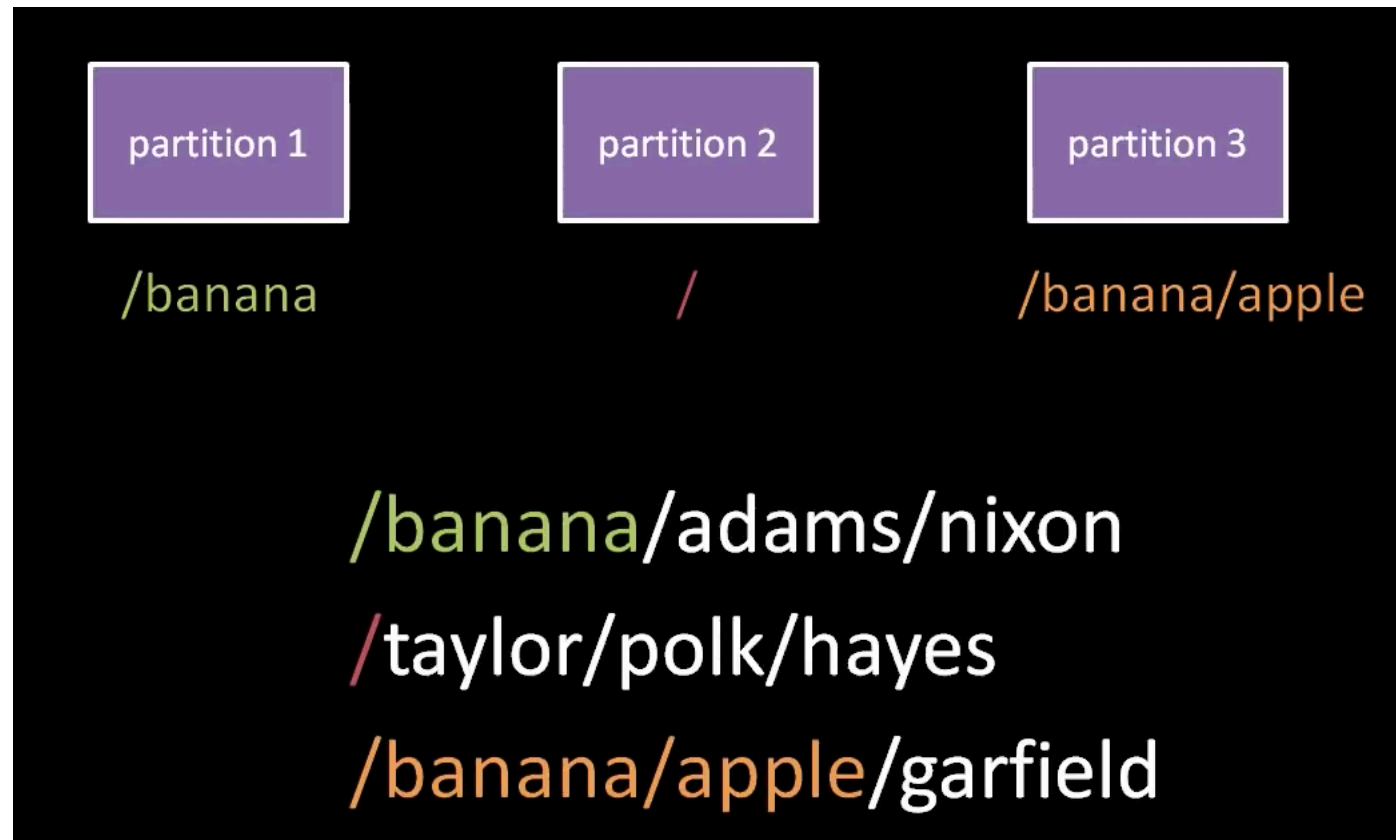 partition 1 partition 2 partition 3
/banana / /banana/apple
/banana/adams/nixon
/taylor/polk/hayes
/banana/apple/garfield